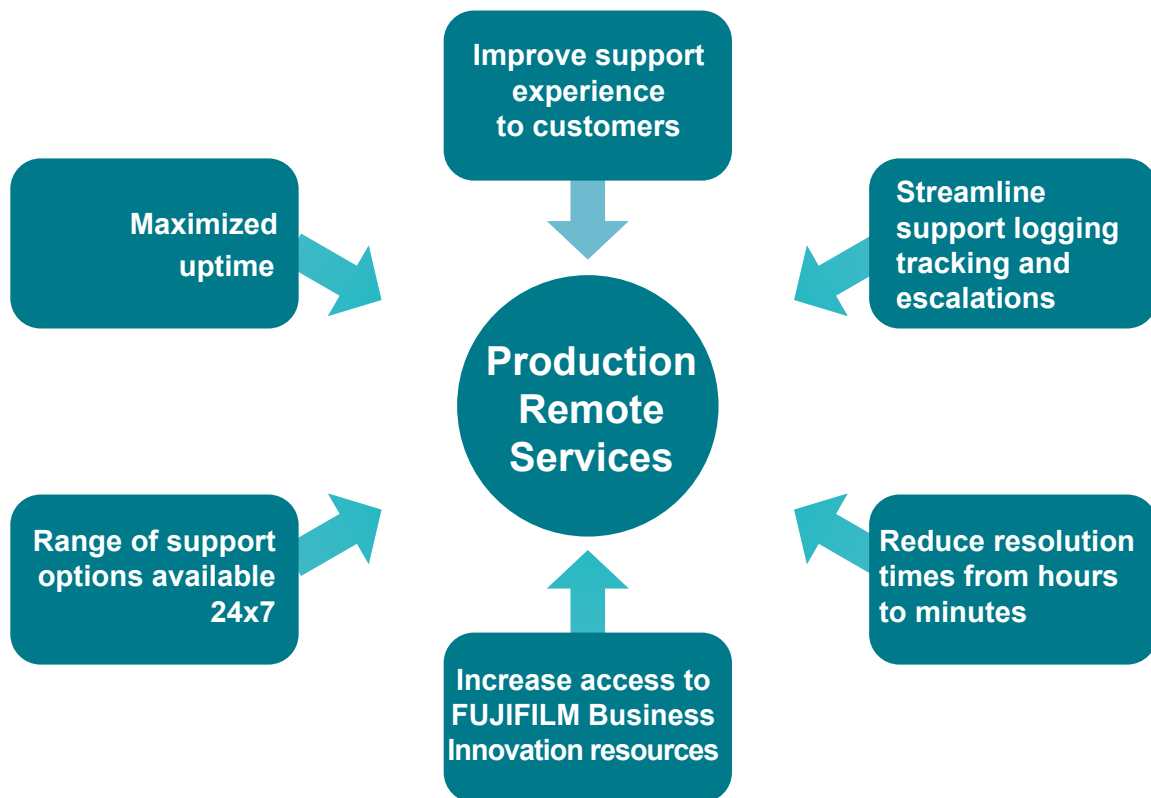 Improve support
experience
to customers
Maximized
uptime
Streamline
support logging
tracking and
escalations
Production
Remote
Services
Range of support
options available
24x7
Reduce resolution
times from hours
to minutes
Increase access to
FUJIFILM Business
Innovation resources